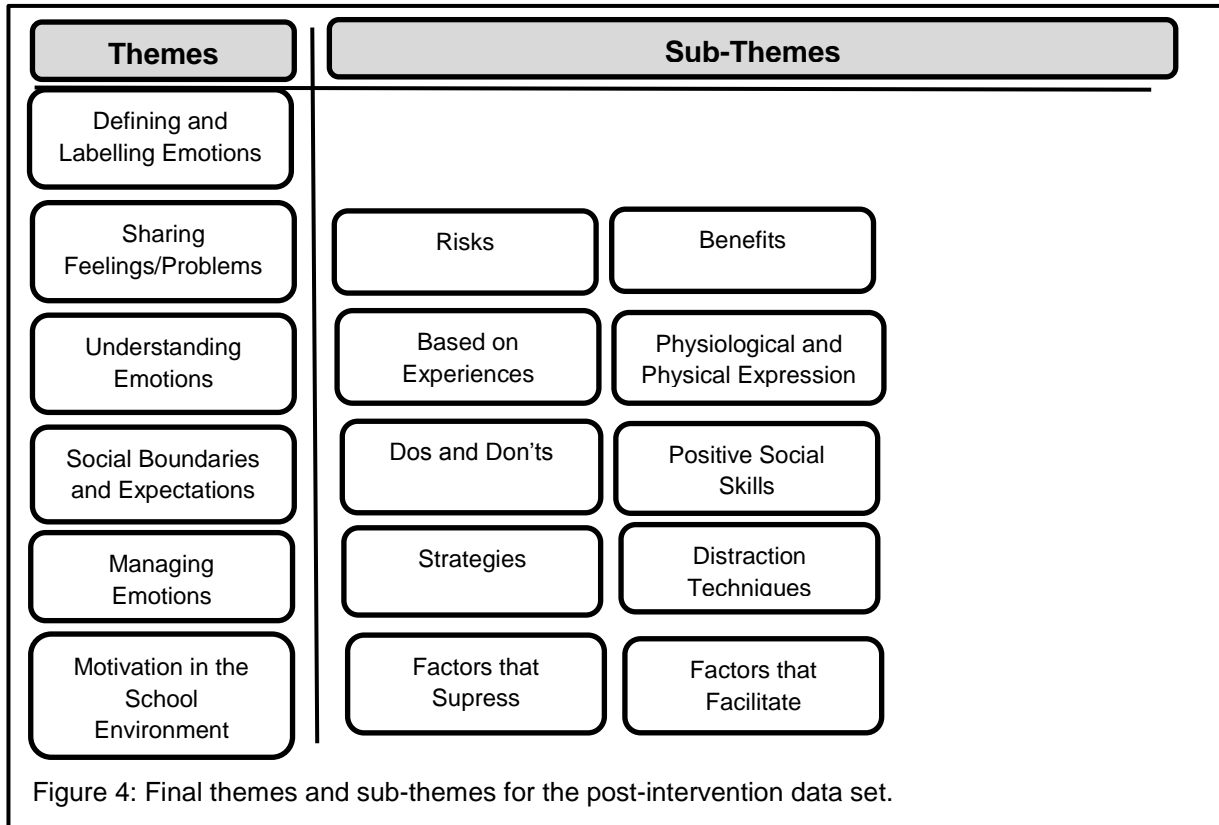 Themes
Sub-Themes
Defining and
Labelling Emotions
Sharing
Feelings/Problems
Risks
Benefits
Understanding
Emotions
Based on
Experiences
Physiological and
Physical Expression
Social Boundaries
and Expectations
Dos and Don’ts
Positive Social
Skills
Managing
Emotions
Strategies
Distraction
Techniques
Motivation in the
School
Environment
Factors that
Supress
Factors that
Facilitate
Figure 4: Final themes and sub-themes for the post-intervention data set.